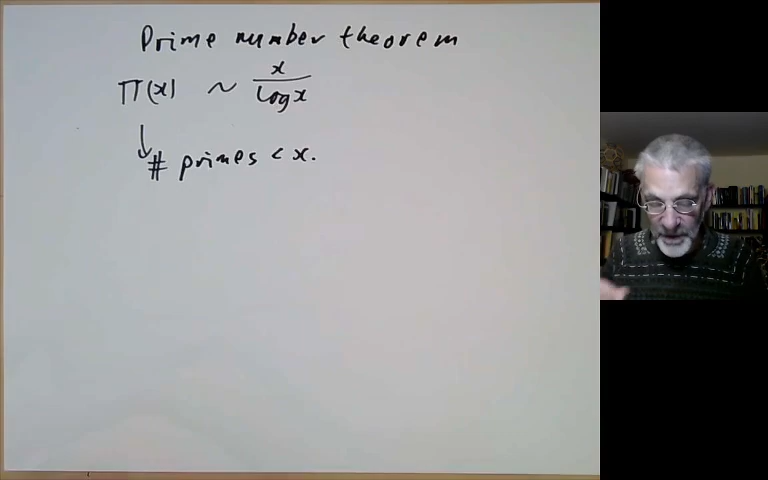 Prime number theorem
π(x) ~ x/log x
↓
# primes < x.